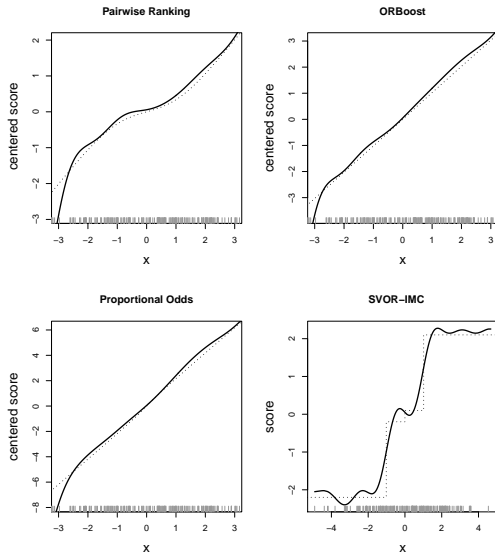 Pairwise Ranking
centered score
2
1
0
−1
−2
−3
−3 −2 −1 0 1 2 3
x
ORBoost
centered score
3
2
1
0
−1
−2
−3
−3 −2 −1 0 1 2 3
x
Proportional Odds
centered score
6
4
2
0
−2
−4
−6
−8
−3 −2 −1 0 1 2 3
x
SVOR−IMC
score
2
1
0
−1
−2
−4 −2 0 2 4
x